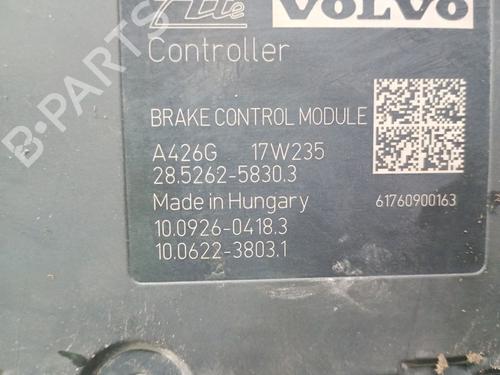 Ate VOLVO
Controller
BRAKE CONTROL MODULE
A426G 17W235
28.5262-5830.3
Made in Hungary 61760900163
10.0926-0418.3
10.0622-3803.1
B-PARTS